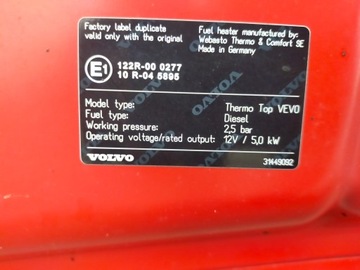 Factory label duplicate
valid only with the original
Fuel heater manufactured by:
Webasto Thermo & Comfort SE
Made in Germany
E1
122R-00 0277
10 R-04 5895
Model type: Thermo Top VEVO
Fuel type: Diesel
Working pressure: 2,5 bar
Operating voltage/rated output: 12V / 5,0 kW
VOLVO
31449092